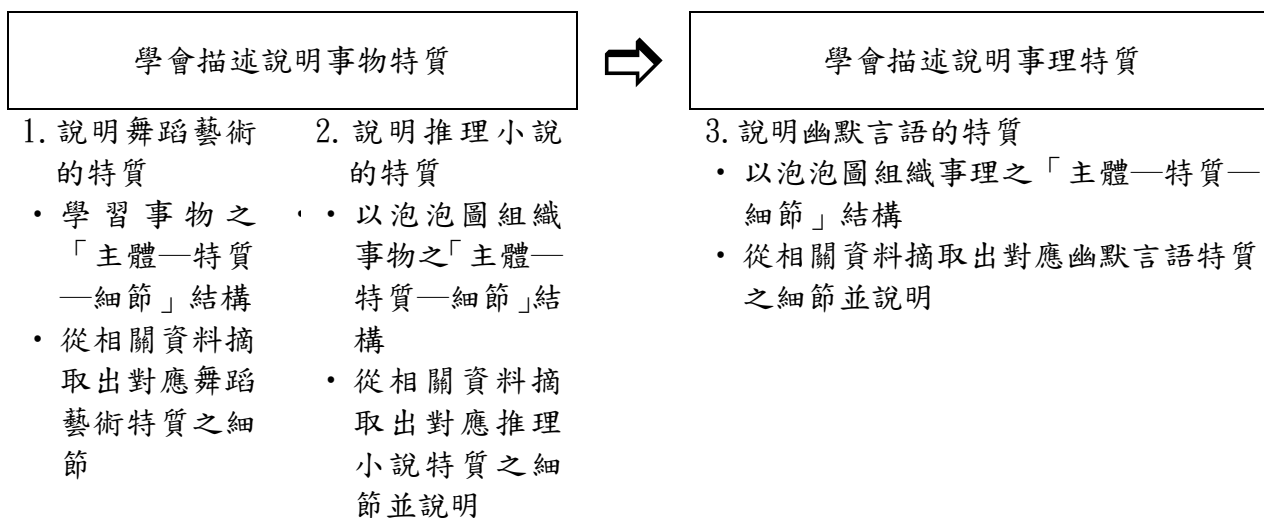 學會描述說明事物特質
學會描述說明事理特質
1. 說明舞蹈藝術
的特質
• 學習事物之
「主體—特質
—細節」結構
• 從相關資料摘
取出對應舞蹈
藝術特質之細
節
2. 說明推理小說
的特質
• 以泡泡圖組織
事物之「主體—
特質—細節」結
構
• 從相關資料摘
取出對應推理
小說特質之細
節並說明
3. 說明幽默言語的特質
• 以泡泡圖組織事理之「主體—特質—
細節」結構
• 從相關資料摘取出對應幽默言語特質
之細節並說明